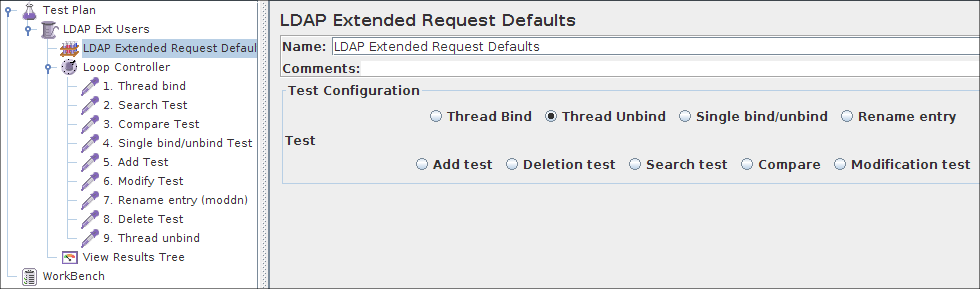 Test Plan
LDAP Ext Users
LDAP Extended Request Defaul
Loop Controller
1. Thread bind
2. Search Test
3. Compare Test
4. Single bind/unbind Test
5. Add Test
6. Modify Test
7. Rename entry (moddn)
8. Delete Test
9. Thread unbind
View Results Tree
WorkBench
LDAP Extended Request Defaults
Name: LDAP Extended Request Defaults
Comments:
Test Configuration
Thread Bind Thread Unbind Single bind/unbind Rename entry
Test
Add test Deletion test Search test Compare Modification test